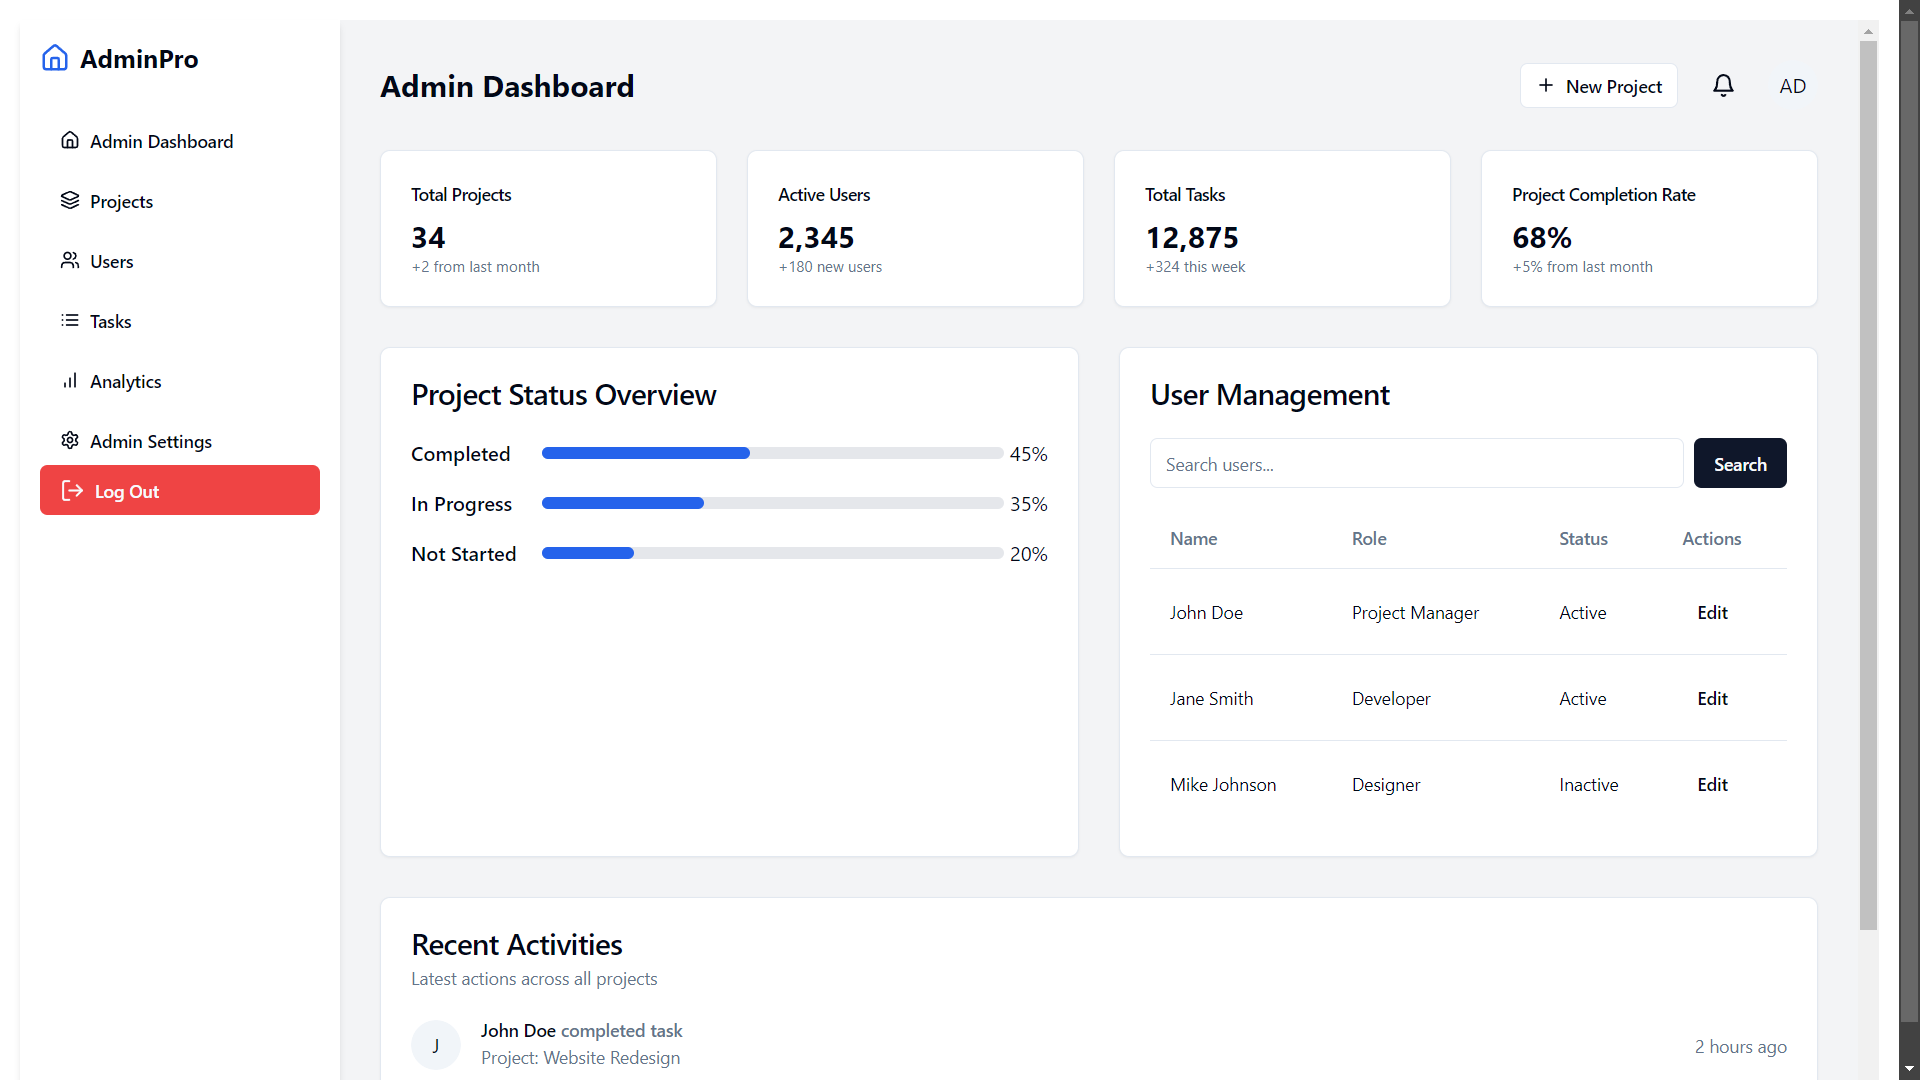 AdminPro
Admin Dashboard
Projects
Users
Tasks
Analytics
Admin Settings
Log Out
Admin Dashboard
New Project
AD
Total Projects
34
+2 from last month
Active Users
2,345
+180 new users
Total Tasks
12,875
+324 this week
Project Completion Rate
68%
+5% from last month
Project Status Overview
Completed 45%
In Progress 35%
Not Started 20%
User Management
Search users...
Search
Name Role Status Actions
John Doe Project Manager Active Edit
Jane Smith Developer Active Edit
Mike Johnson Designer Inactive Edit
Recent Activities
Latest actions across all projects
J
John Doe completed task
Project: Website Redesign
2 hours ago